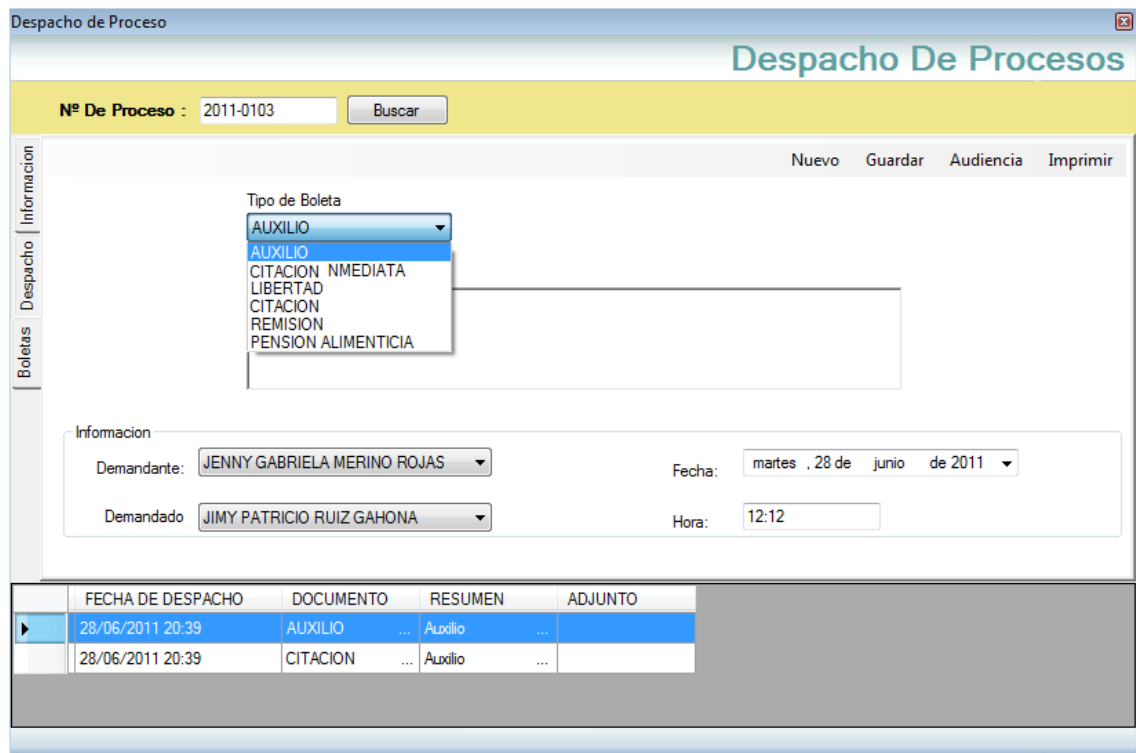 Despacho de Proceso
Despacho De Procesos
Nº De Proceso : 2011-0103 Buscar
Informacion
Despacho
Boletas
Nuevo Guardar Audiencia Imprimir
Tipo de Boleta
AUXILIO
AUXILIO
CITACION NMEDIATA
LIBERTAD
CITACION
REMISION
PENSION ALIMENTICIA
Informacion
Demandante: JENNY GABRIELA MERINO ROJAS Fecha: martes , 28 de junio de 2011
Demandado JIMY PATRICIO RUIZ GAHONA Hora: 12:12
FECHA DE DESPACHO DOCUMENTO RESUMEN ADJUNTO
28/06/2011 20:39 AUXILIO ... Auxilio ...
28/06/2011 20:39 CITACION ... Auxilio ...